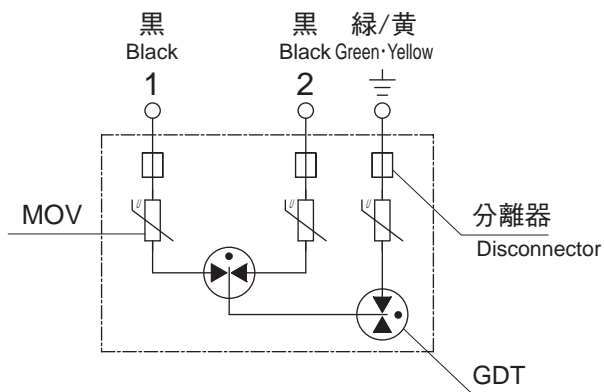 黒
Black
1
黒
Black
2
緑/黄
Green·Yellow
MOV
U
U
U
分離器
Disconnector
GDT